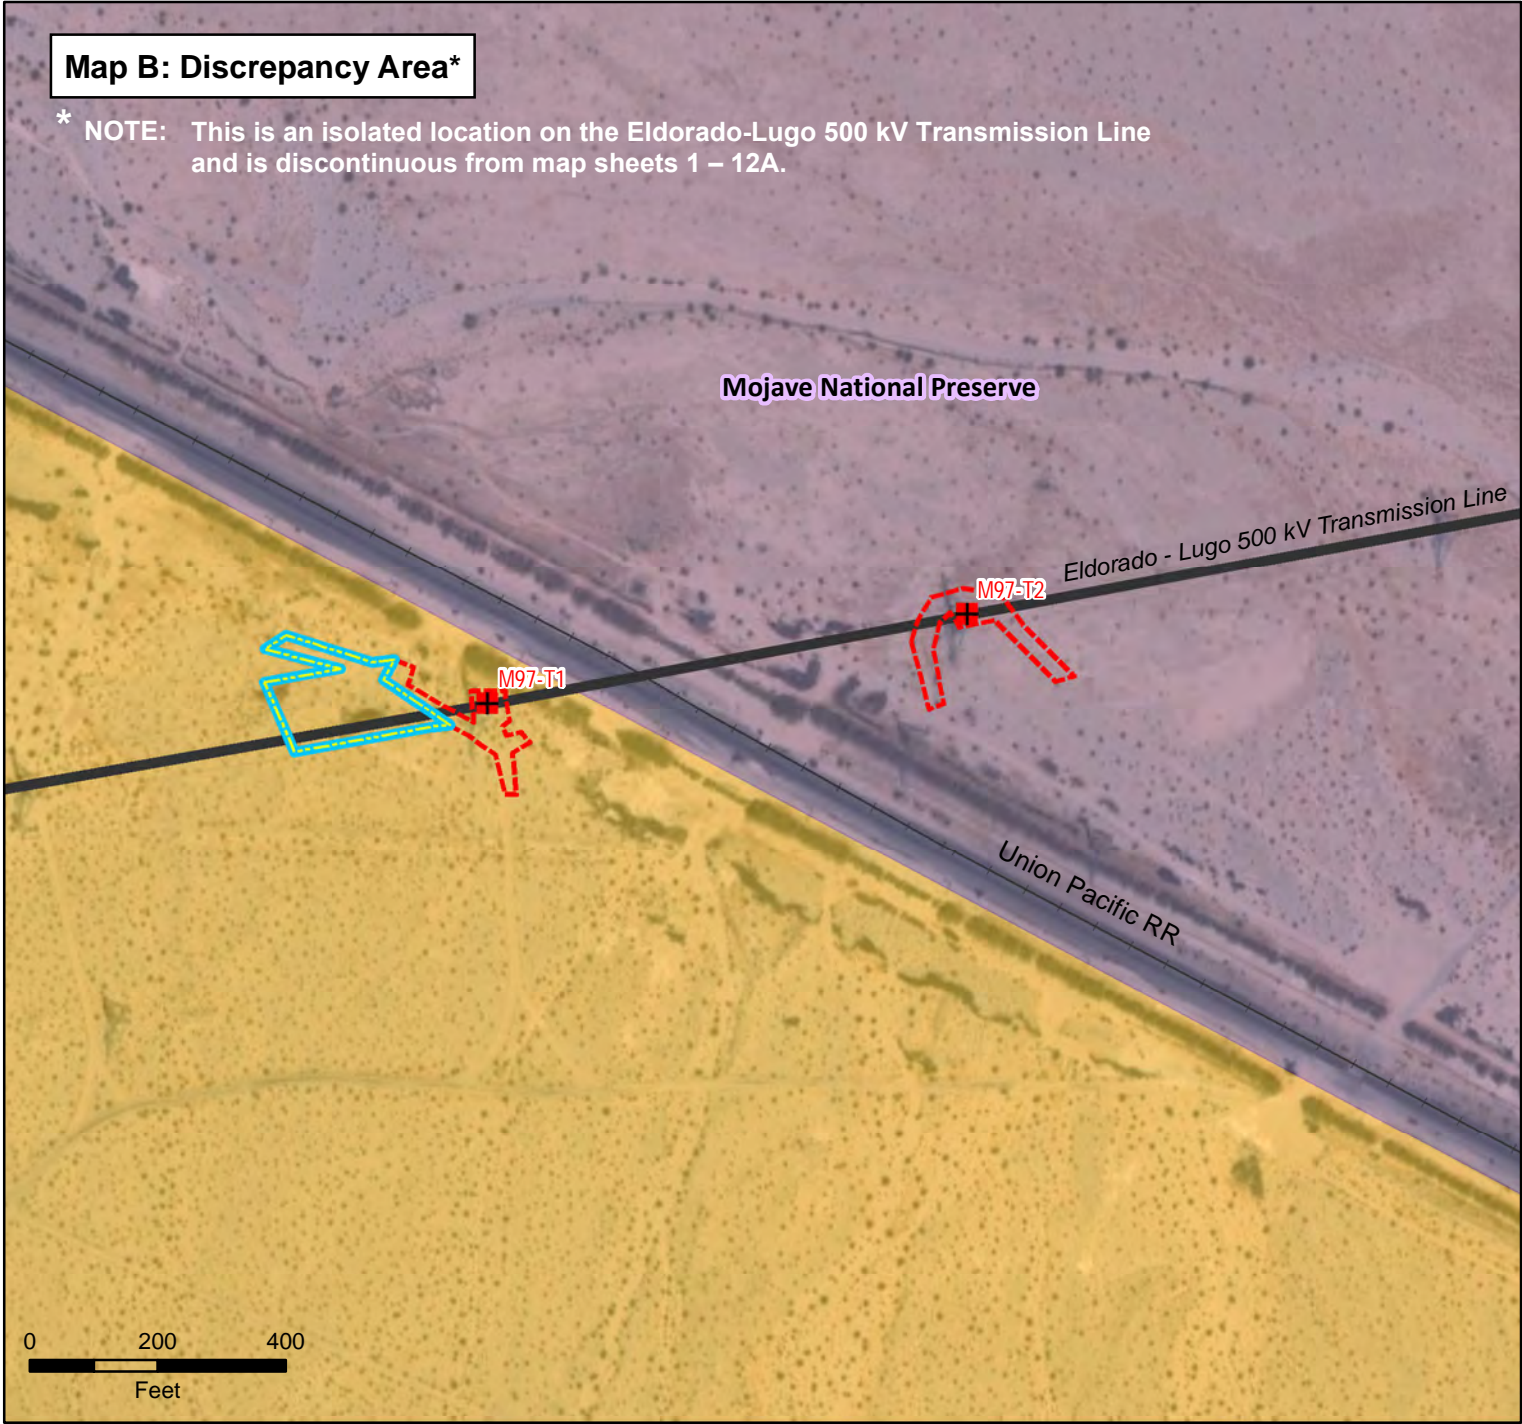 Map B: Discrepancy Area*
* NOTE: This is an isolated location on the Eldorado-Lugo 500 kV Transmission Line
and is discontinuous from map sheets 1 – 12A.
Mojave National Preserve
Eldorado - Lugo 500 kV Transmission Line
M97-T2
M97-T1
Union Pacific RR
0 200 400
Feet